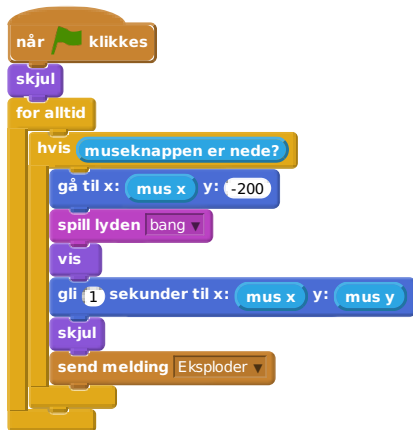 når klikkes
skjul
for alltid
hvis museknappen er nede?
gå til x: mus x y: -200
spill lyden bang
vis
gli 1 sekunder til x: mus x y: mus y
skjul
send melding Eksploder